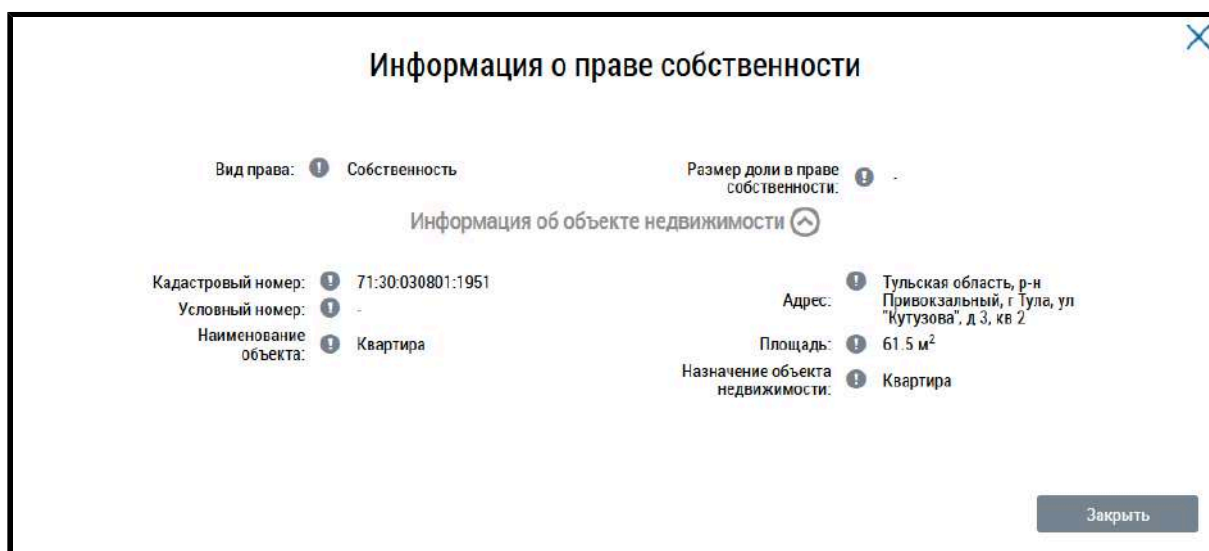 Информация о праве собственности
Вид права: Собственность
Размер доли в праве
собственности: -
Информация об объекте недвижимости
Кадастровый номер: 71:30:030801:1951
Условный номер: -
Наименование
объекта: Квартира
Адрес: Тульская область, р-н
Привокзальный, г Тула, ул
"Кутузова", д 3, кв 2
Площадь: 61.5 м²
Назначение объекта
недвижимости: Квартира
Закрыть